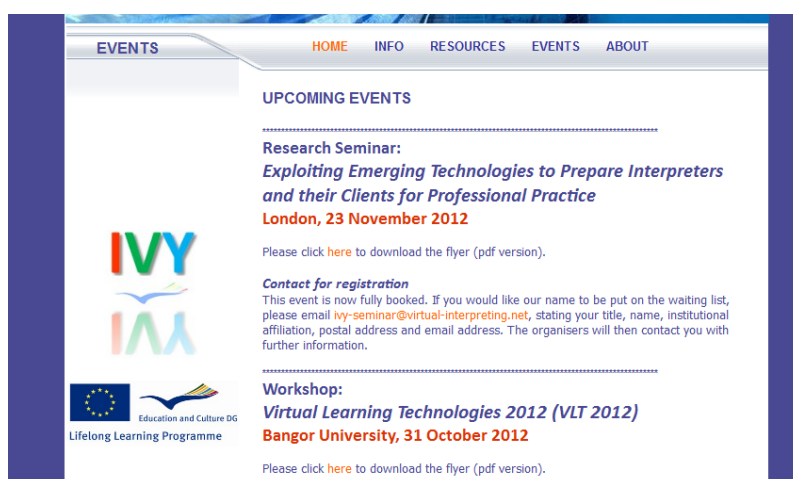 EVENTS
HOME INFO RESOURCES EVENTS ABOUT
UPCOMING EVENTS
Research Seminar:
Exploiting Emerging Technologies to Prepare Interpreters
and their Clients for Professional Practice
London, 23 November 2012
Please click here to download the flyer (pdf version).
Contact for registration
This event is now fully booked. If you would like our name to be put on the waiting list,
please email ivy-seminar@virtual-interpreting.net, stating your title, name, institutional
affiliation, postal address and email address. The organisers will then contact you with
further information.
IVY
Education and Culture DG
Lifelong Learning Programme
Workshop:
Virtual Learning Technologies 2012 (VLT 2012)
Bangor University, 31 October 2012
Please click here to download the flyer (pdf version).